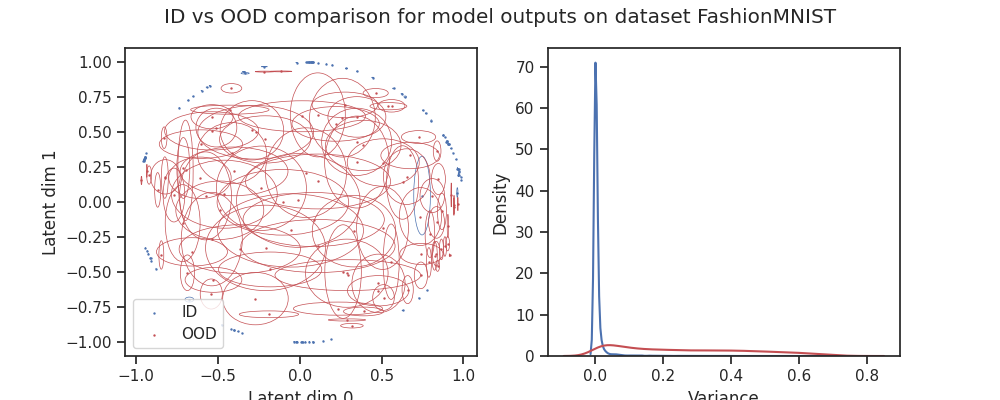 ID vs OOD comparison for model outputs on dataset FashionMNIST
Latent dim 1
1.00
0.75
0.50
0.25
0.00
−0.25
−0.50
−0.75
−1.00
ID
OOD
−1.0 −0.5 0.0 0.5 1.0
Latent dim 0
Density
70
60
50
40
30
20
10
0
0.0 0.2 0.4 0.6 0.8
Variance